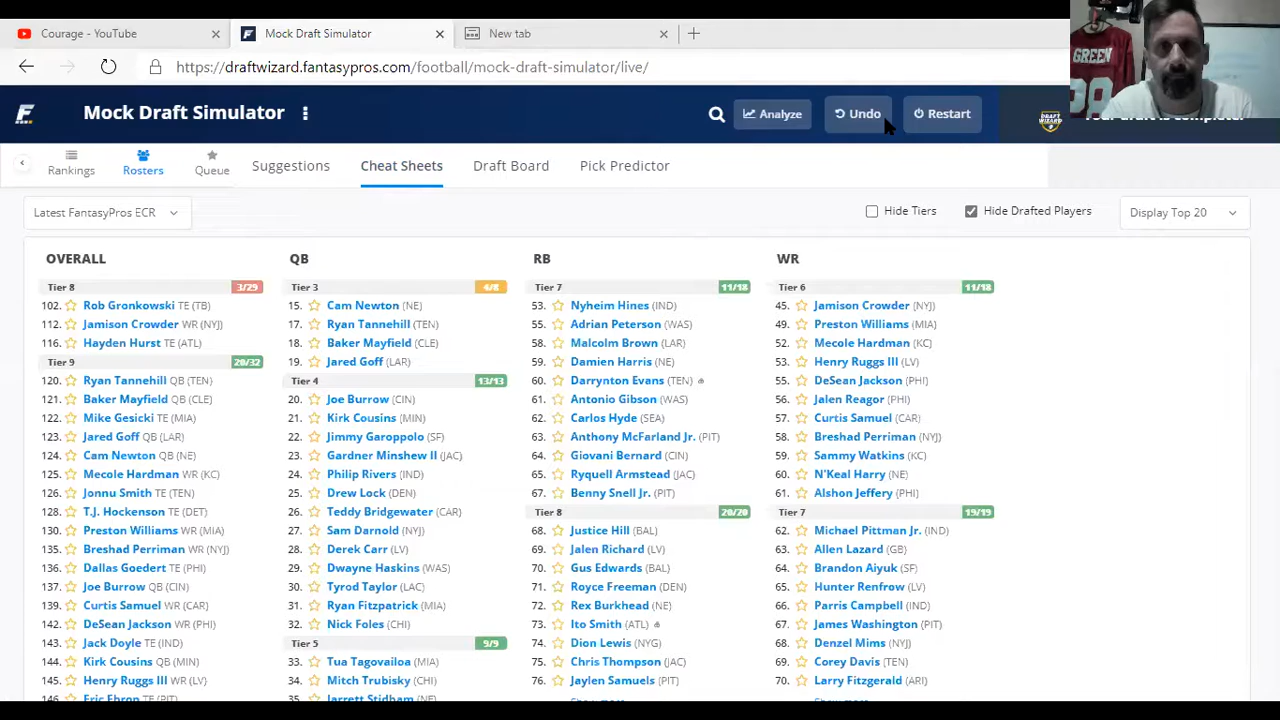 Courage - YouTube
Mock Draft Simulator
New tab
https://draftwizard.fantasypros.com/football/mock-draft-simulator/live/
GREEN
Mock Draft Simulator
Analyze
Undo
Restart
DRAFT WIZARD
Rankings
Rosters
Queue
Suggestions
Cheat Sheets
Draft Board
Pick Predictor
Latest FantasyPros ECR
Hide Tiers
Hide Drafted Players
Display Top 20
OVERALL
Tier 8 3/29
102. Rob Gronkowski TE (TB)
112. Jamison Crowder WR (NYJ)
116. Hayden Hurst TE (ATL)
Tier 9 20/32
120. Ryan Tannehill QB (TEN)
121. Baker Mayfield QB (CLE)
122. Mike Gesicki TE (MIA)
123. Jared Goff QB (LAR)
124. Cam Newton QB (NE)
125. Mecole Hardman WR (KC)
126. Jonnu Smith TE (TEN)
128. T.J. Hockenson TE (DET)
130. Preston Williams WR (MIA)
135. Breshad Perriman WR (NYJ)
136. Dallas Goedert TE (PHI)
137. Joe Burrow QB (CIN)
139. Curtis Samuel WR (CAR)
142. DeSean Jackson WR (PHI)
143. Jack Doyle TE (IND)
144. Kirk Cousins QB (MIN)
145. Henry Ruggs III WR (LV)
146. Eric Ebron TE (PIT)
QB
Tier 3 4/8
15. Cam Newton (NE)
17. Ryan Tannehill (TEN)
18. Baker Mayfield (CLE)
19. Jared Goff (LAR)
Tier 4 13/13
20. Joe Burrow (CIN)
21. Kirk Cousins (MIN)
22. Jimmy Garoppolo (SF)
23. Gardner Minshew II (JAC)
24. Philip Rivers (IND)
25. Drew Lock (DEN)
26. Teddy Bridgewater (CAR)
27. Sam Darnold (NYJ)
28. Derek Carr (LV)
29. Dwayne Haskins (WAS)
30. Tyrod Taylor (LAC)
31. Ryan Fitzpatrick (MIA)
32. Nick Foles (CHI)
Tier 5 9/9
33. Tua Tagovailoa (MIA)
34. Mitch Trubisky (CHI)
35. Jarrett Stidham (NE)
RB
Tier 7 11/18
53. Nyheim Hines (IND)
55. Adrian Peterson (WAS)
58. Malcolm Brown (LAR)
59. Damien Harris (NE)
60. Darrynton Evans (TEN)
61. Antonio Gibson (WAS)
62. Carlos Hyde (SEA)
63. Anthony McFarland Jr. (PIT)
64. Giovani Bernard (CIN)
65. Ryquell Armstead (JAC)
67. Benny Snell Jr. (PIT)
Tier 8 20/20
68. Justice Hill (BAL)
69. Jalen Richard (LV)
70. Gus Edwards (BAL)
71. Royce Freeman (DEN)
72. Rex Burkhead (NE)
73. Ito Smith (ATL)
74. Dion Lewis (NYG)
75. Chris Thompson (JAC)
76. Jaylen Samuels (PIT)
WR
Tier 6 11/18
45. Jamison Crowder (NYJ)
49. Preston Williams (MIA)
52. Mecole Hardman (KC)
53. Henry Ruggs III (LV)
55. DeSean Jackson (PHI)
56. Jalen Reagor (PHI)
57. Curtis Samuel (CAR)
58. Breshad Perriman (NYJ)
59. Sammy Watkins (KC)
60. N'Keal Harry (NE)
61. Alshon Jeffery (PHI)
Tier 7 19/19
62. Michael Pittman Jr. (IND)
63. Allen Lazard (GB)
64. Brandon Aiyuk (SF)
65. Hunter Renfrow (LV)
66. Parris Campbell (IND)
67. James Washington (PIT)
68. Denzel Mims (NYJ)
69. Corey Davis (TEN)
70. Larry Fitzgerald (ARI)